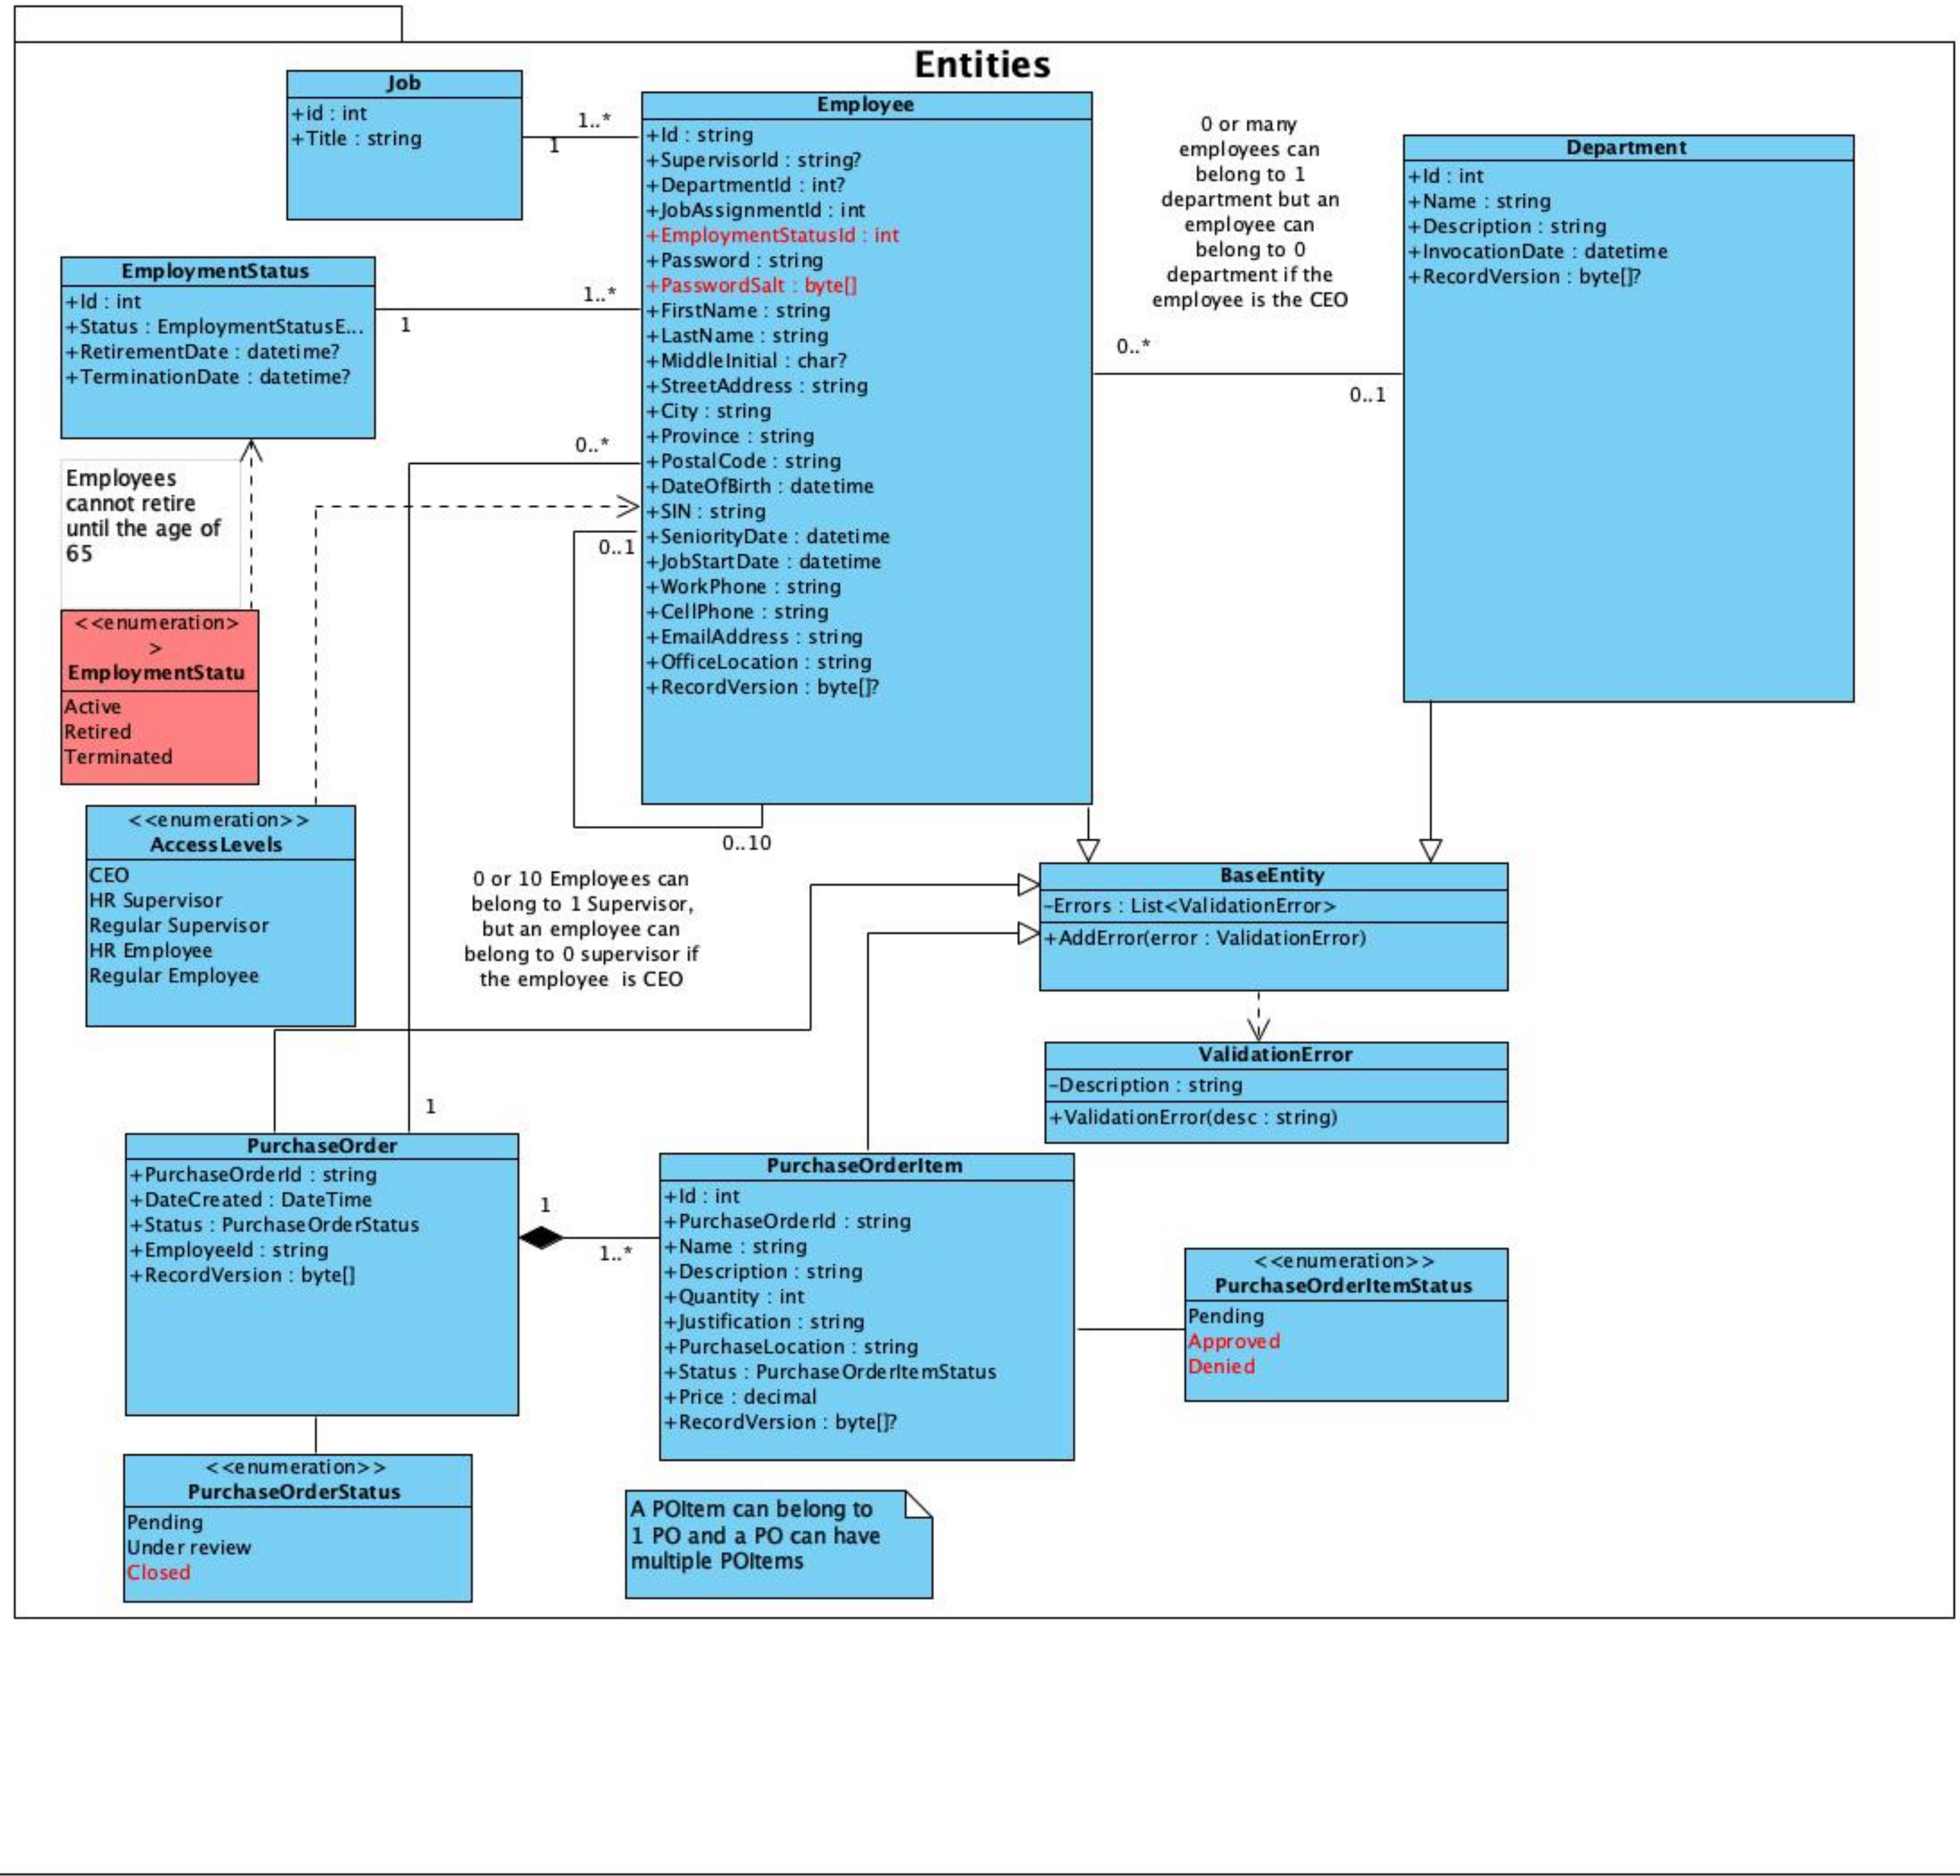 Entities
Job
+id : int
+Title : string
1..*
1
Employee
+Id : string
+SupervisorId : string?
+DepartmentId : int?
+JobAssignmentId : int
+EmploymentStatusId : int
+Password : string
+PasswordSalt : byte[]
+FirstName : string
+LastName : string
+MiddleInitial : char?
+StreetAddress : string
+City : string
+Province : string
+PostalCode : string
+DateOfBirth : datetime
+SIN : string
+SeniorityDate : datetime
+JobStartDate : datetime
+WorkPhone : string
+CellPhone : string
+EmailAddress : string
+OfficeLocation : string
+RecordVersion : byte[]?
0 or many
employees can
belong to 1
department but an
employee can
belong to 0
department if the
employee is the CEO
0..*
0..1
Department
+Id : int
+Name : string
+Description : string
+InvocationDate : datetime
+RecordVersion : byte[]?
EmploymentStatus
+Id : int
+Status : EmploymentStatusE...
+RetirementDate : datetime?
+TerminationDate : datetime?
1..*
1
0..*
Employees
cannot retire
until the age of
65
0..1
<<enumeration>
>
EmploymentStatu
Active
Retired
Terminated
<<enumeration>>
AccessLevels
CEO
HR Supervisor
Regular Supervisor
HR Employee
Regular Employee
0..10
0 or 10 Employees can
belong to 1 Supervisor,
but an employee can
belong to 0 supervisor if
the employee is CEO
BaseEntity
-Errors : List<ValidationError>
+AddError(error : ValidationError)
ValidationError
-Description : string
+ValidationError(desc : string)
1
PurchaseOrder
+PurchaseOrderId : string
+DateCreated : DateTime
+Status : PurchaseOrderStatus
+EmployeeId : string
+RecordVersion : byte[]
1
1..*
PurchaseOrderItem
+Id : int
+PurchaseOrderId : string
+Name : string
+Description : string
+Quantity : int
+Justification : string
+PurchaseLocation : string
+Status : PurchaseOrderItemStatus
+Price : decimal
+RecordVersion : byte[]?
<<enumeration>>
PurchaseOrderItemStatus
Pending
Approved
Denied
<<enumeration>>
PurchaseOrderStatus
Pending
Under review
Closed
A POItem can belong to
1 PO and a PO can have
multiple POItems